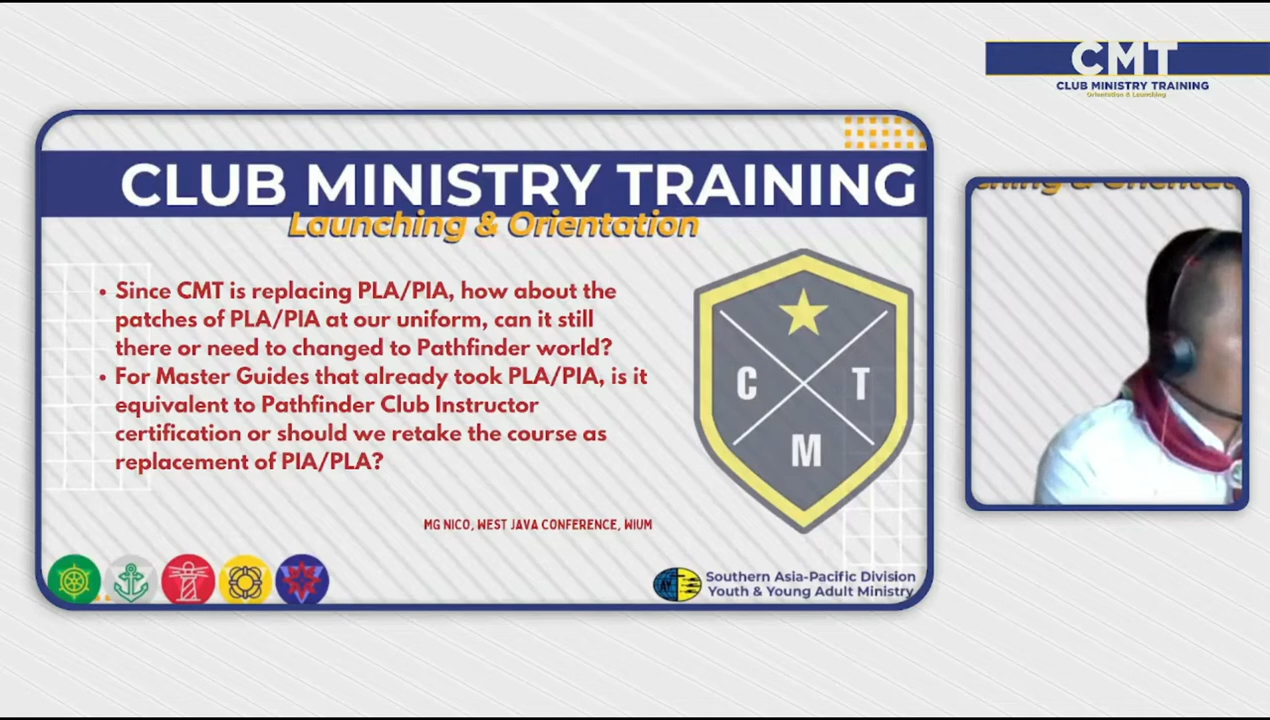 CMT
CLUB MINISTRY TRAINING
Orientation & Launching
CLUB MINISTRY TRAINING
Launching & Orientation
• Since CMT is replacing PLA/PIA, how about the
patches of PLA/PIA at our uniform, can it still
there or need to changed to Pathfinder world?
• For Master Guides that already took PLA/PIA, is it
equivalent to Pathfinder Club Instructor
certification or should we retake the course as
replacement of PIA/PLA?
MG NICO, WEST JAVA CONFERENCE, WIUM
C T
M
Southern Asia-Pacific Division
Youth & Young Adult Ministry